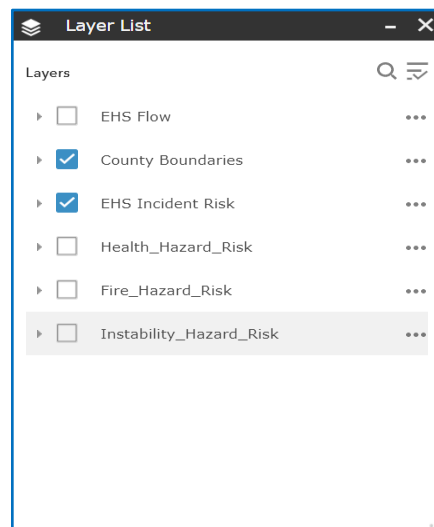 Layer List
Layers
EHS Flow
County Boundaries
EHS Incident Risk
Health_Hazard_Risk
Fire_Hazard_Risk
Instability_Hazard_Risk